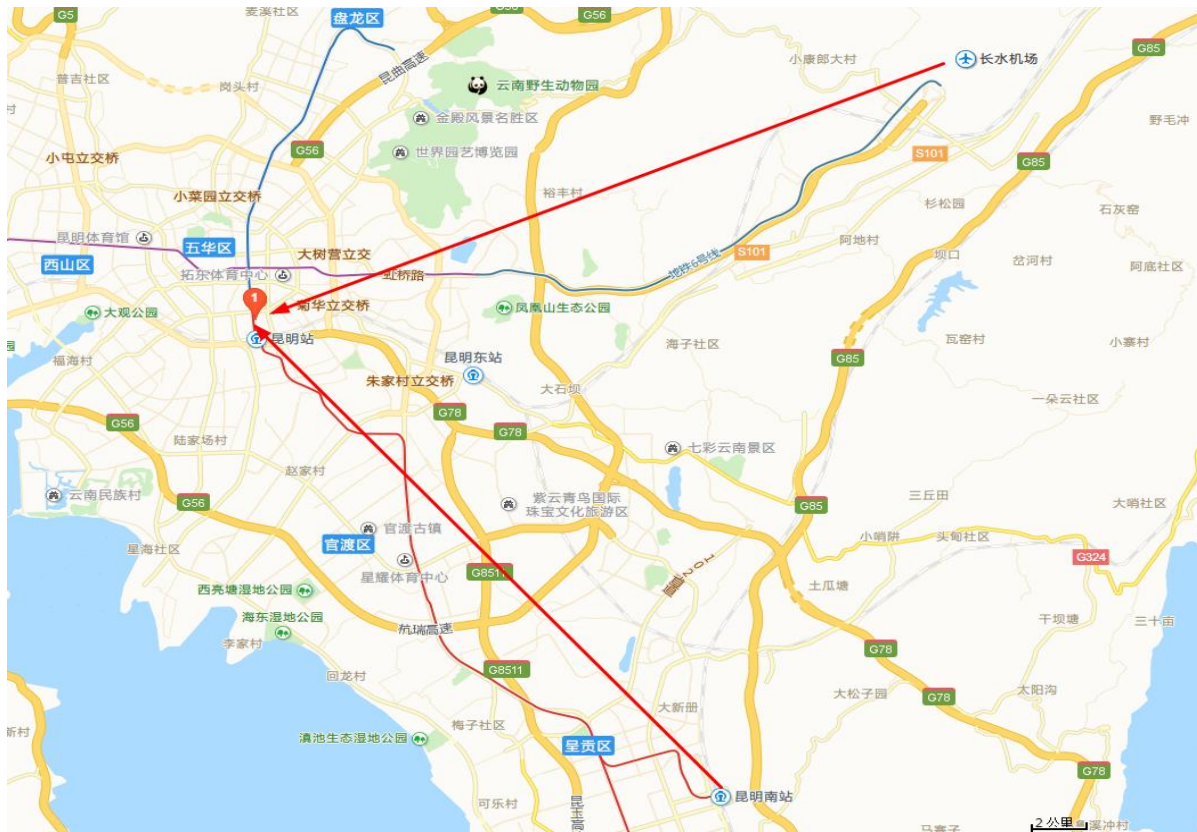 G5
麦溪社区
盘龙区
G56
昆曲高速
G85
长水机场
小康郎大村
普吉社区
岗头村
云南野生动物园
金殿风景名胜区
野毛冲
村
G56
世界园艺博览园
S101
G85
小屯立交桥
小菜园立交桥
裕丰村
杉松园
石灰窑
昆明体育馆
五华区
大树营立交
阿地村
S101
坝口
岔河村
阿底社区
西山区
拓东体育中心
虹桥路
地铁6号线
1
菊华立交桥
凤凰山生态公园
大观公园
昆明站
海子社区
瓦窑村
小寨村
园
福海村
昆明东站
G85
朱家村立交桥
大石坝
一朵云社区
G56
G78
G78
陆家场村
七彩云南景区
赵家村
云南民族村
G56
紫云青鸟国际
珠宝文化旅游区
G85
三丘田
大哨社区
官渡古镇
小哨阱
头甸社区
星海社区
官渡区
星耀体育中心
G8511
102
G324
西亮塘湿地公园
土瓜塘
海东湿地公园
杭瑞高速
干坝塘
三十亩
李家村
G78
回龙村
G8511
大松子园
G78
太阳沟
大新册
梅子社区
新村
滇池生态湿地公园
呈贡区
G78
昆明南站
可乐村
昆玉高
马寨子
2公里
溪冲村